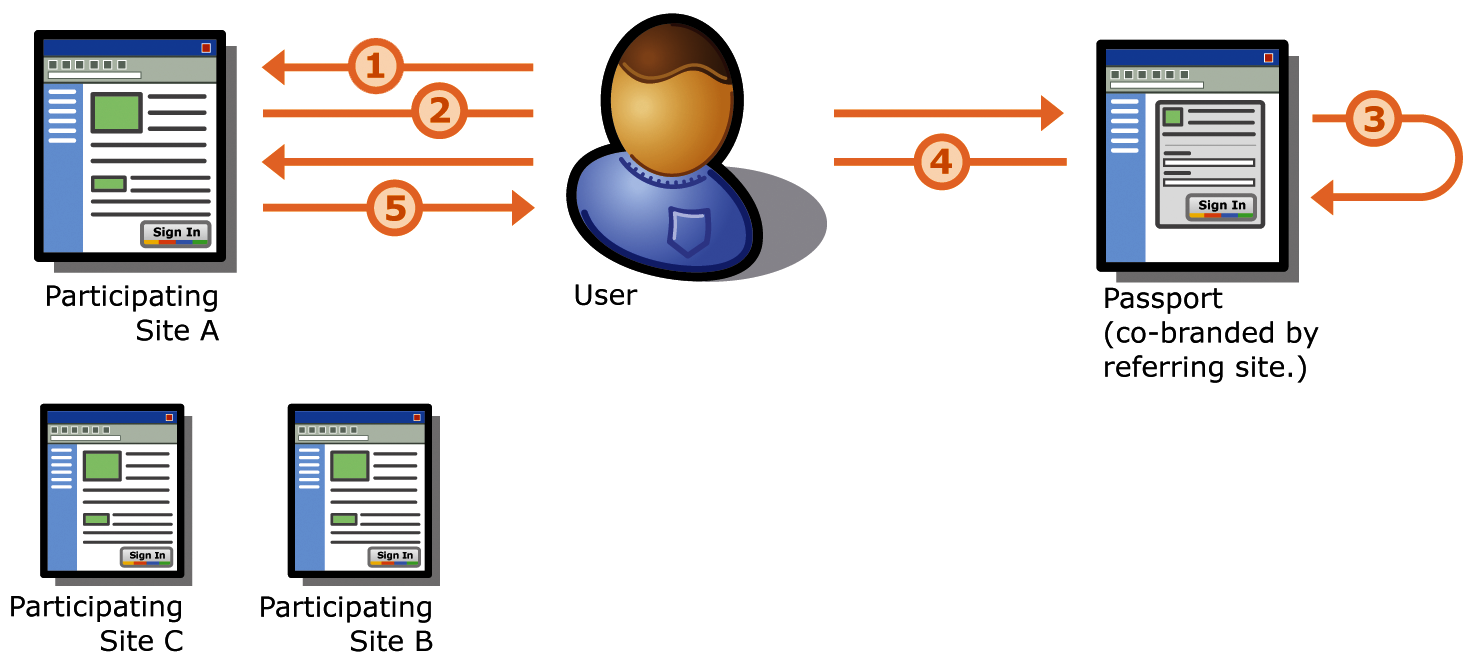 1
2
3
4
5
Sign In
Sign In
Participating
Site A
User
Passport
(co-branded by
referring site.)
Sign In
Sign In
Participating
Site C
Participating
Site B